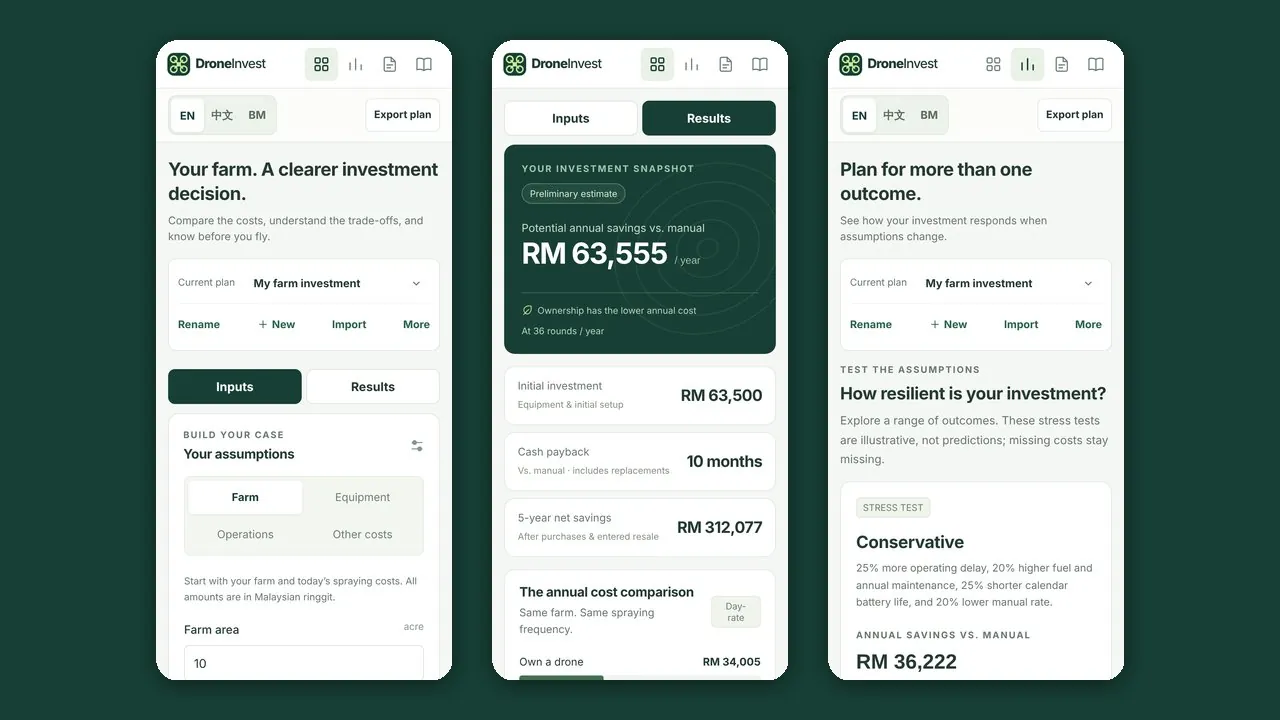 DroneInvest
EN 中文 BM
Export plan
Your farm. A clearer investment
decision.
Compare the costs, understand the trade-offs, and
know before you fly.
Current plan My farm investment
Rename + New Import More
Inputs Results
BUILD YOUR CASE
Your assumptions
Farm Equipment
Operations Other costs
Start with your farm and today's spraying costs. All
amounts are in Malaysian ringgit.
Farm area acre
10
DroneInvest
Inputs Results
YOUR INVESTMENT SNAPSHOT
Preliminary estimate
Potential annual savings vs. manual
RM 63,555 / year
Ownership has the lower annual cost
At 36 rounds / year
Initial investment
Equipment & initial setup
RM 63,500
Cash payback
Vs. manual · includes replacements
10 months
5-year net savings
After purchases & entered resale
RM 312,077
The annual cost comparison
Same farm. Same spraying
frequency.
Day-
rate
Own a drone RM 34,005
DroneInvest
EN 中文 BM
Export plan
Plan for more than one
outcome.
See how your investment responds when
assumptions change.
Current plan My farm investment
Rename + New Import More
TEST THE ASSUMPTIONS
How resilient is your investment?
Explore a range of outcomes. These stress tests
are illustrative, not predictions; missing costs stay
missing.
STRESS TEST
Conservative
25% more operating delay, 20% higher fuel and
annual maintenance, 25% shorter calendar
battery life, and 20% lower manual rate.
ANNUAL SAVINGS VS. MANUAL
RM 36,222